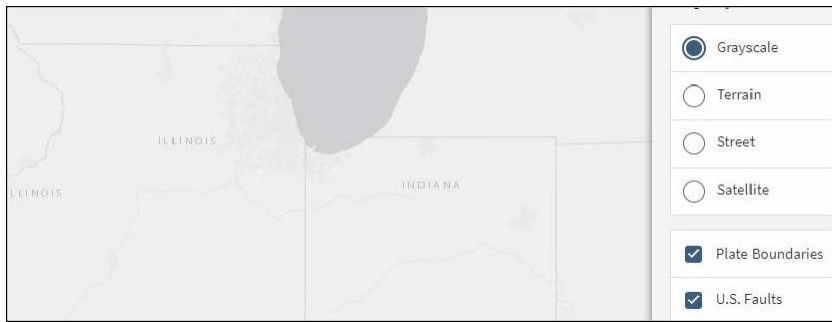 Grayscale
Terrain
Street
Satellite
Plate Boundaries
U.S. Faults
ILLINOIS
LLINOIS
INDIANA